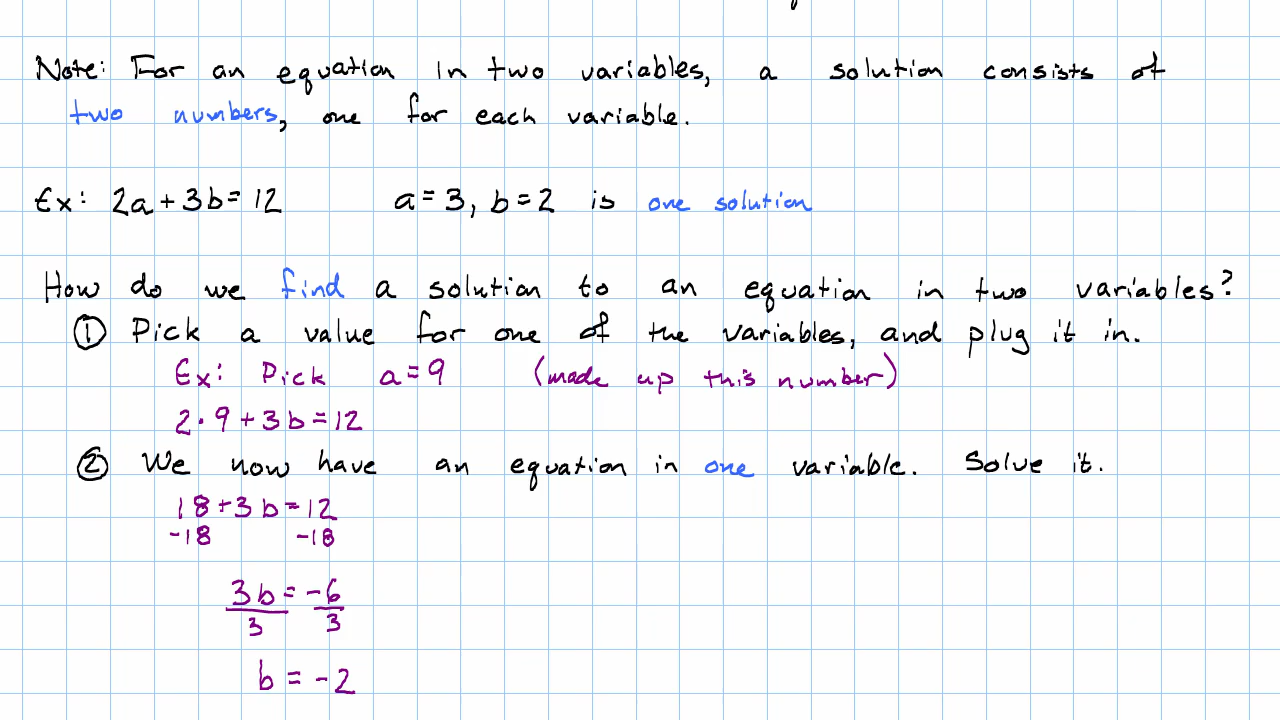 Note: For an equation in two variables, a solution consists of
two numbers, one for each variable.
Ex: 2a + 3b = 12 a = 3, b = 2 is one solution
How do we find a solution to an equation in two variables?
① Pick a value for one of the variables, and plug it in.
Ex: Pick a = 9 (made up this number)
2 · 9 + 3b = 12
② We now have an equation in one variable. Solve it.
18 + 3b = 12
-18 -18
3b = -6
3 3
b = -2